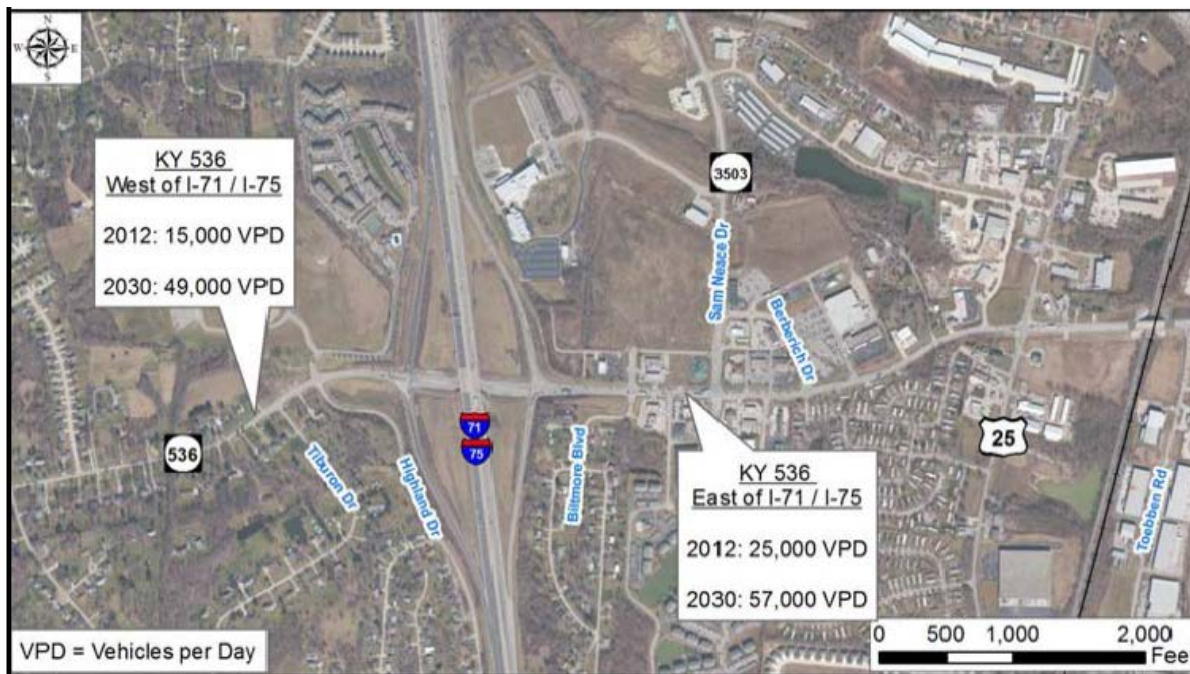 N
W E
S
KY 536
West of I-71 / I-75
2012: 15,000 VPD
2030: 49,000 VPD
3503
Sam Neace Dr
Berberich Dr
536
Tiburon Dr
Highland Dr
71
75
Biltmore Blvd
25
Toebben Rd
KY 536
East of I-71 / I-75
2012: 25,000 VPD
2030: 57,000 VPD
VPD = Vehicles per Day
0 500 1,000 2,000
Fee